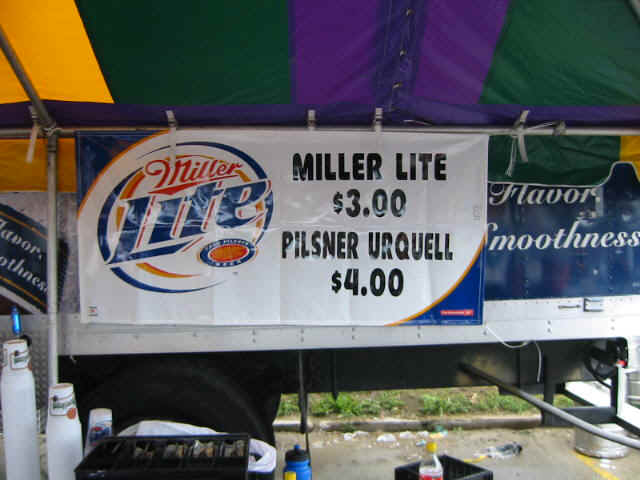 Miller
Lite
MILLER LITE
$3.00
PILSNER URQUELL
$4.00
Flavor
Smoothness